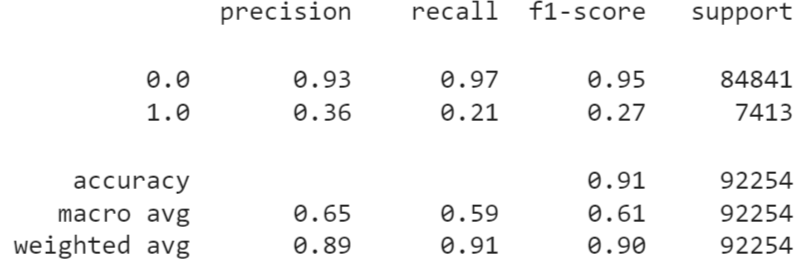 precision recall f1-score support
0.0 0.93 0.97 0.95 84841
1.0 0.36 0.21 0.27 7413
accuracy 0.91 92254
macro avg 0.65 0.59 0.61 92254
weighted avg 0.89 0.91 0.90 92254